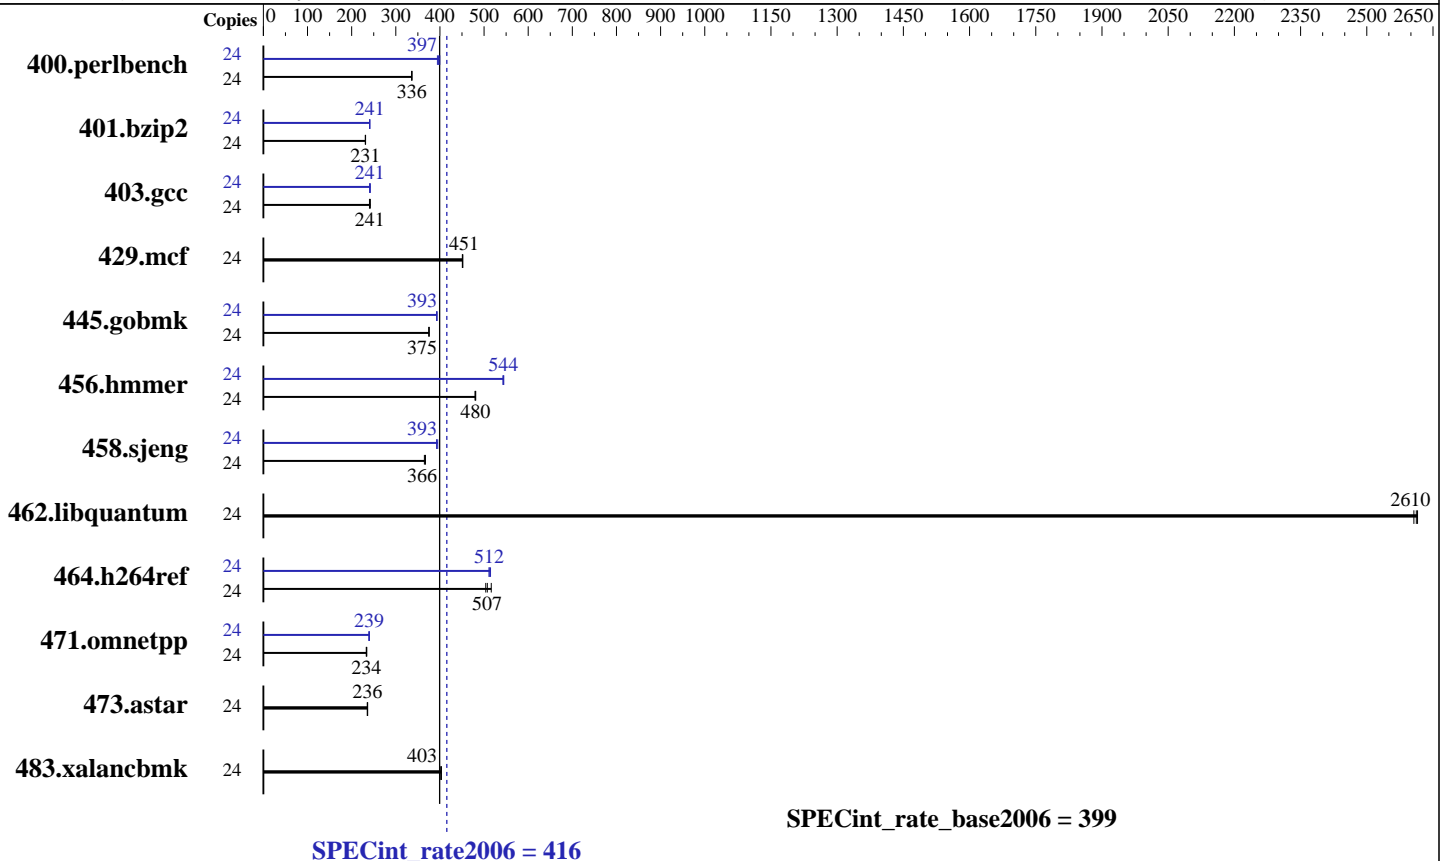 Copies 0 100 200 300 400 500 600 700 800 900 1000 1150 1300 1450 1600 1750 1900 2050 2200 2350 2500 2650
400.perlbench
24
397
24
336
401.bzip2
24
241
24
231
403.gcc
24
241
24
241
429.mcf
24
451
445.gobmk
24
393
24
375
456.hmmer
24
544
24
480
458.sjeng
24
393
24
366
462.libquantum
24
2610
464.h264ref
24
512
24
507
471.omnetpp
24
239
24
234
473.astar
24
236
483.xalancbmk
24
403
SPECint_rate_base2006 = 399
SPECint_rate2006 = 416